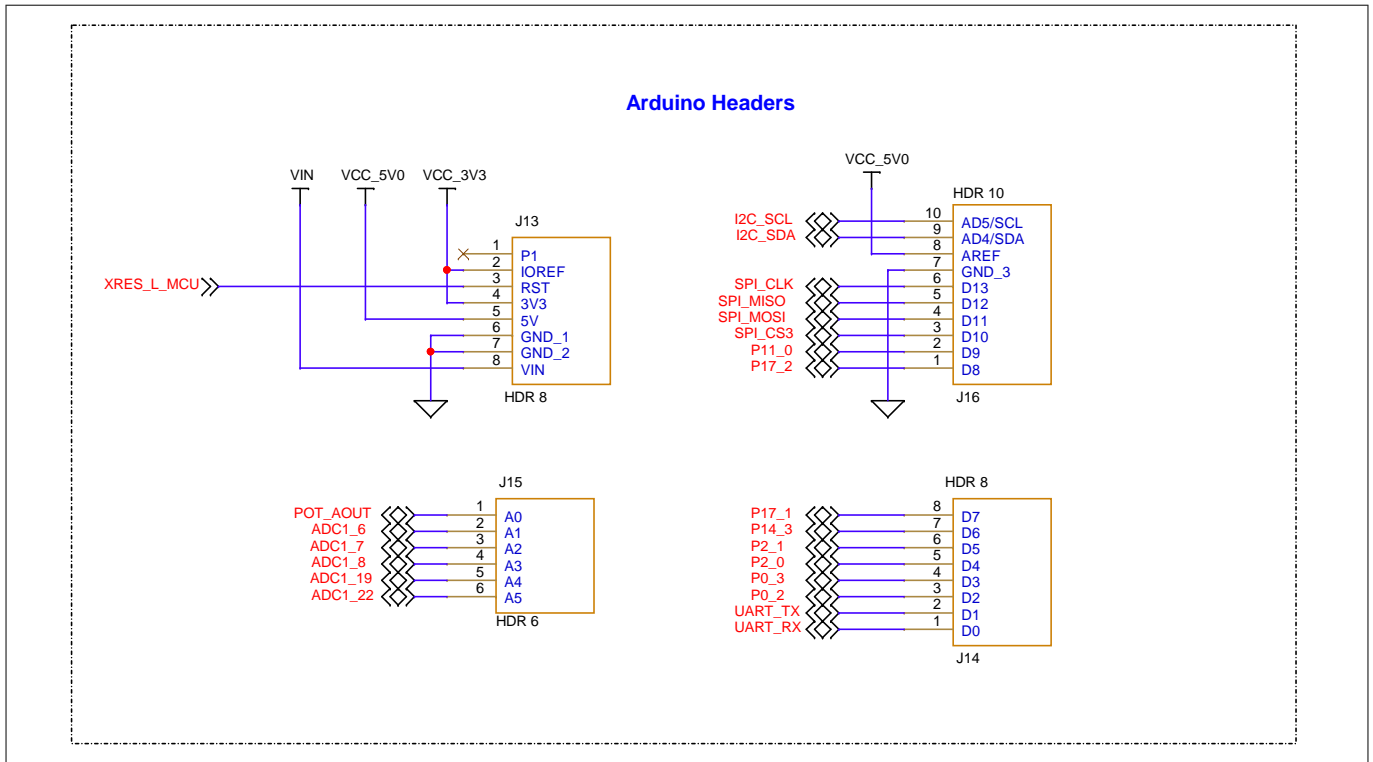 Arduino Headers
VIN VCC_5V0 VCC_3V3
J13
XRES_L_MCU
1 P1
2 IOREF
3 RST
4 3V3
5 5V
6 GND_1
7 GND_2
8 VIN
HDR 8
VCC_5V0
HDR 10
I2C_SCL 10 AD5/SCL
I2C_SDA 9 AD4/SDA
8 AREF
7 GND_3
SPI_CLK 6 D13
SPI_MISO 5 D12
SPI_MOSI 4 D11
SPI_CS3 3 D10
P11_0 2 D9
P17_2 1 D8
J16
J15
POT_AOUT 1 A0
ADC1_6 2 A1
ADC1_7 3 A2
ADC1_8 4 A3
ADC1_19 5 A4
ADC1_22 6 A5
HDR 6
HDR 8
P17_1 8 D7
P14_3 7 D6
P2_1 6 D5
P2_0 5 D4
P0_3 4 D3
P0_2 3 D2
UART_TX 2 D1
UART_RX 1 D0
J14